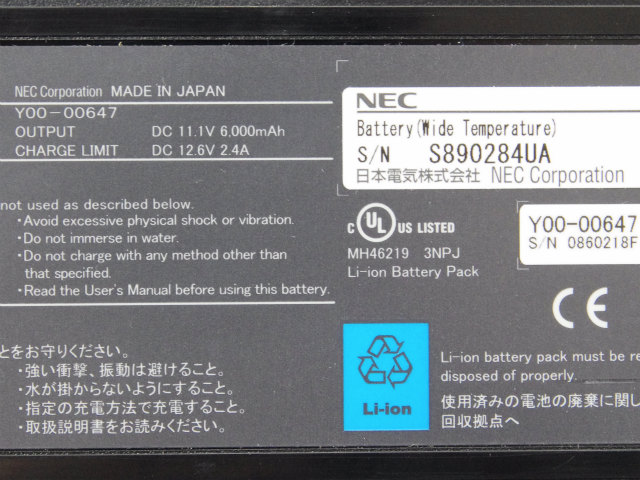 NEC Corporation MADE IN JAPAN
Y00-00647
OUTPUT DC 11.1V 6,000mAh
CHARGE LIMIT DC 12.6V 2.4A
not used as described below.
・Avoid excessive physical shock or vibration.
・Do not immerse in water.
・Do not charge with any method other than
that specified.
・Read the User's Manual before using this battery.
とをお守りください。
・強い衝撃、振動は避けること。
・水が掛からないようにすること。
・指定の充電方法で充電すること。
・取扱説明書をお読みください。
NEC
Battery(Wide Temperature)
S/N S890284UA
日本電気株式会社 NEC Corporation
C UL US LISTED
MH46219 3NPJ
Li-ion Battery Pack
Y00-00647
S/N 0860218F
CE
Li-ion
Li-ion battery pack must be re
disposed of properly.
使用済みの電池の廃棄に関し
回収拠点へ